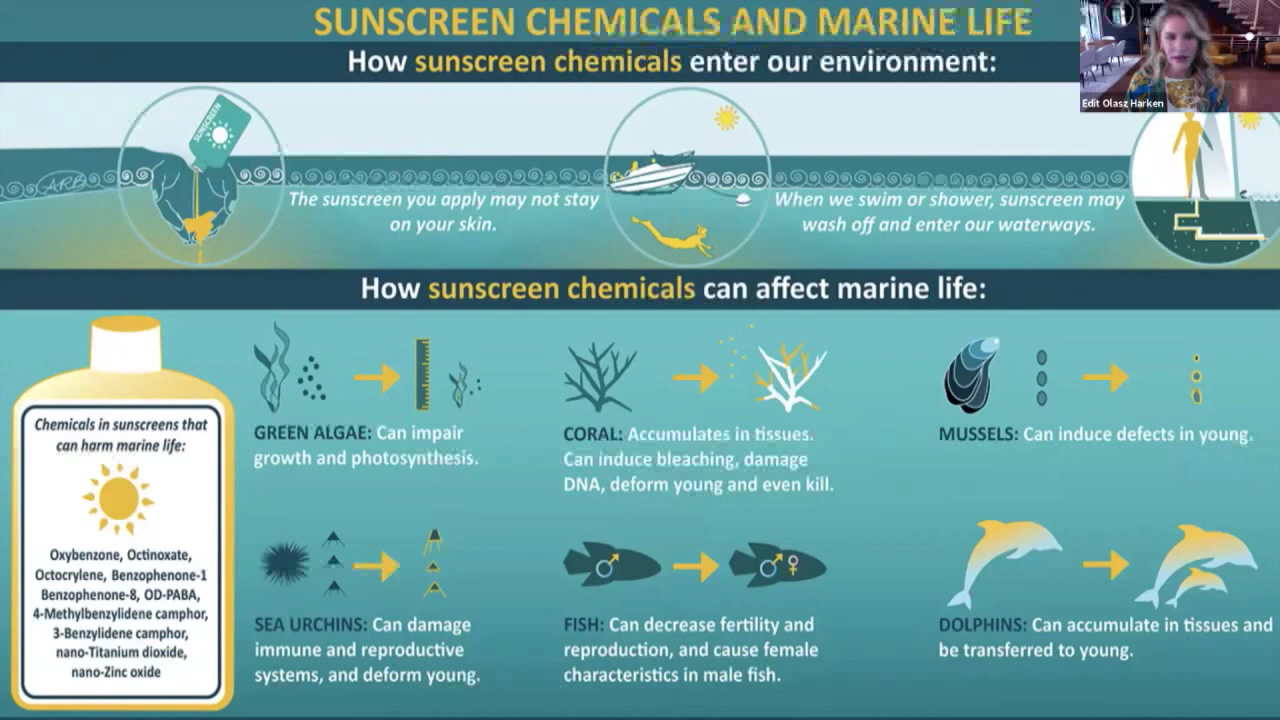 SUNSCREEN CHEMICALS AND MARINE LIFE
How sunscreen chemicals enter our environment:
Edit Olasz Harken
SUNSCREEN
ARB
The sunscreen you apply may not stay
on your skin.
When we swim or shower, sunscreen may
wash off and enter our waterways.
How sunscreen chemicals can affect marine life:
Chemicals in sunscreens that
can harm marine life:
Oxybenzone, Octinoxate,
Octocrylene, Benzophenone-1
Benzophenone-8, OD-PABA,
4-Methylbenzylidene camphor,
3-Benzylidene camphor,
nano-Titanium dioxide,
nano-Zinc oxide
GREEN ALGAE: Can impair
growth and photosynthesis.
CORAL: Accumulates in tissues.
Can induce bleaching, damage
DNA, deform young and even kill.
MUSSELS: Can induce defects in young.
SEA URCHINS: Can damage
immune and reproductive
systems, and deform young.
FISH: Can decrease fertility and
reproduction, and cause female
characteristics in male fish.
DOLPHINS: Can accumulate in tissues and
be transferred to young.